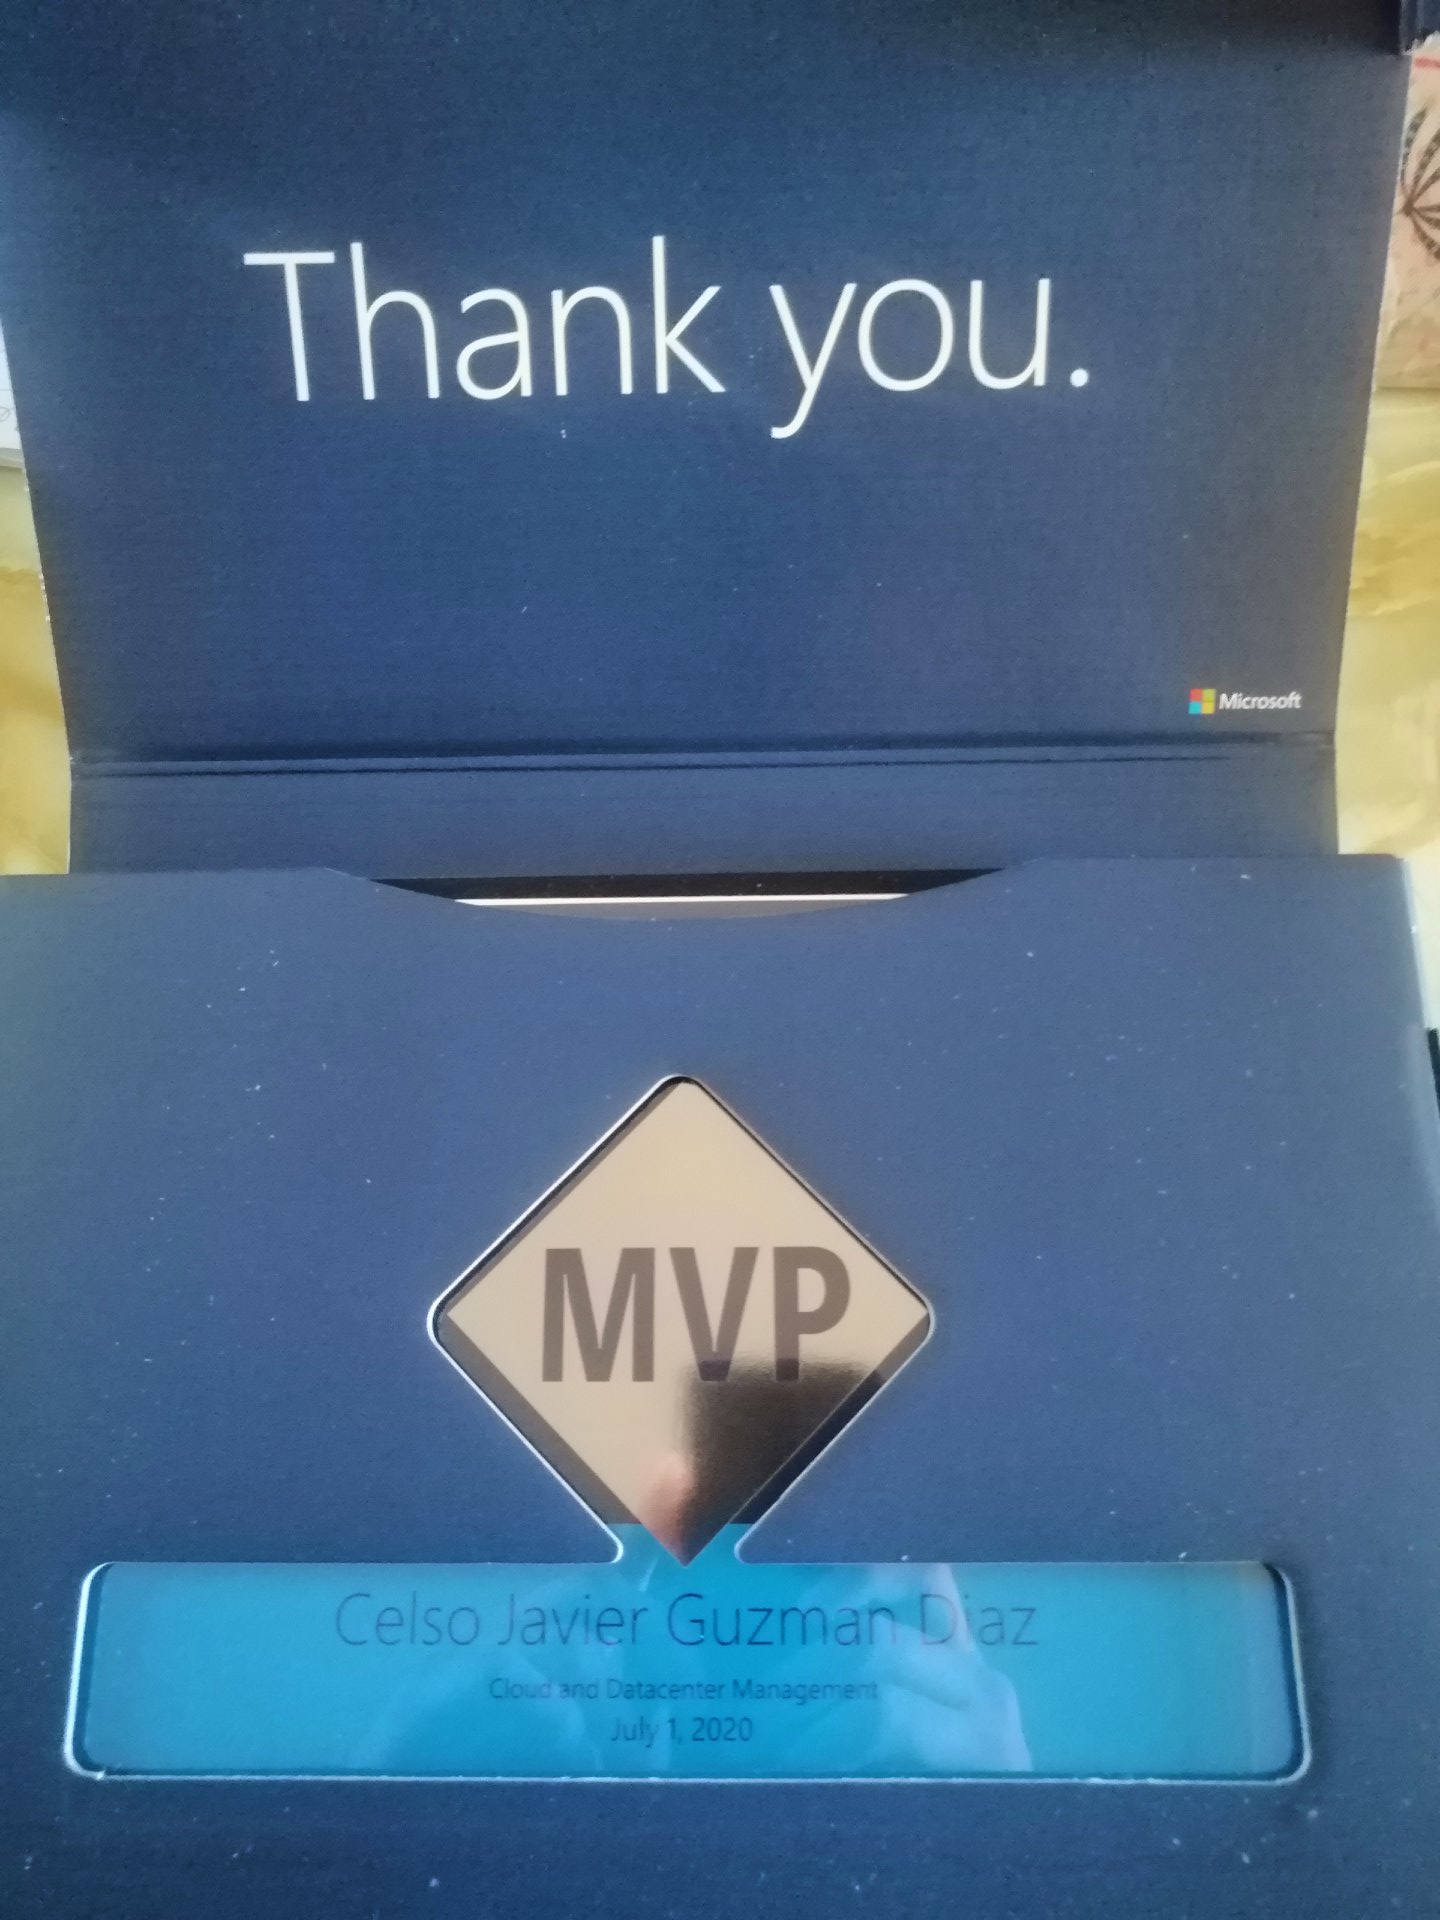 Thank you.
Microsoft
MVP
Celso Javier Guzman Diaz
Cloud and Datacenter Management
July 1, 2020